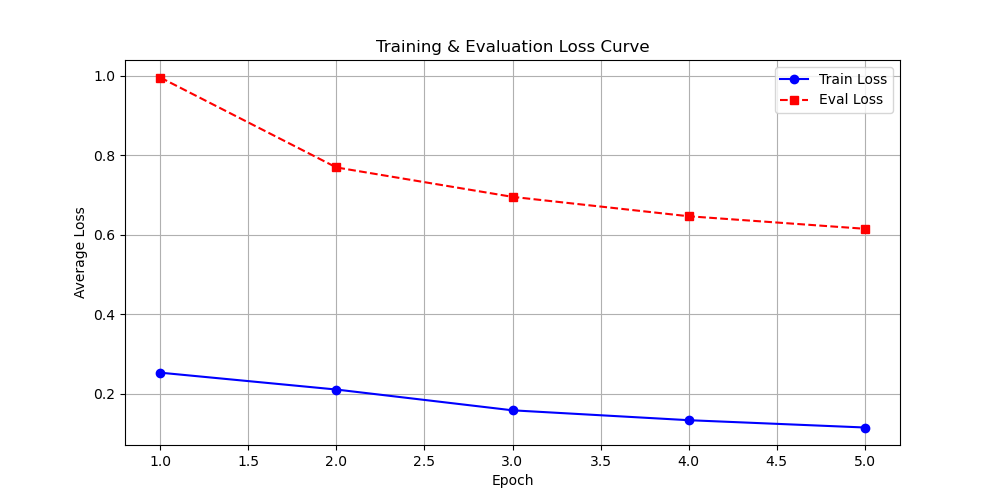 Training & Evaluation Loss Curve
Train Loss
Eval Loss
1.0
0.8
0.6
0.4
0.2
Average Loss
1.0 1.5 2.0 2.5 3.0 3.5 4.0 4.5 5.0
Epoch